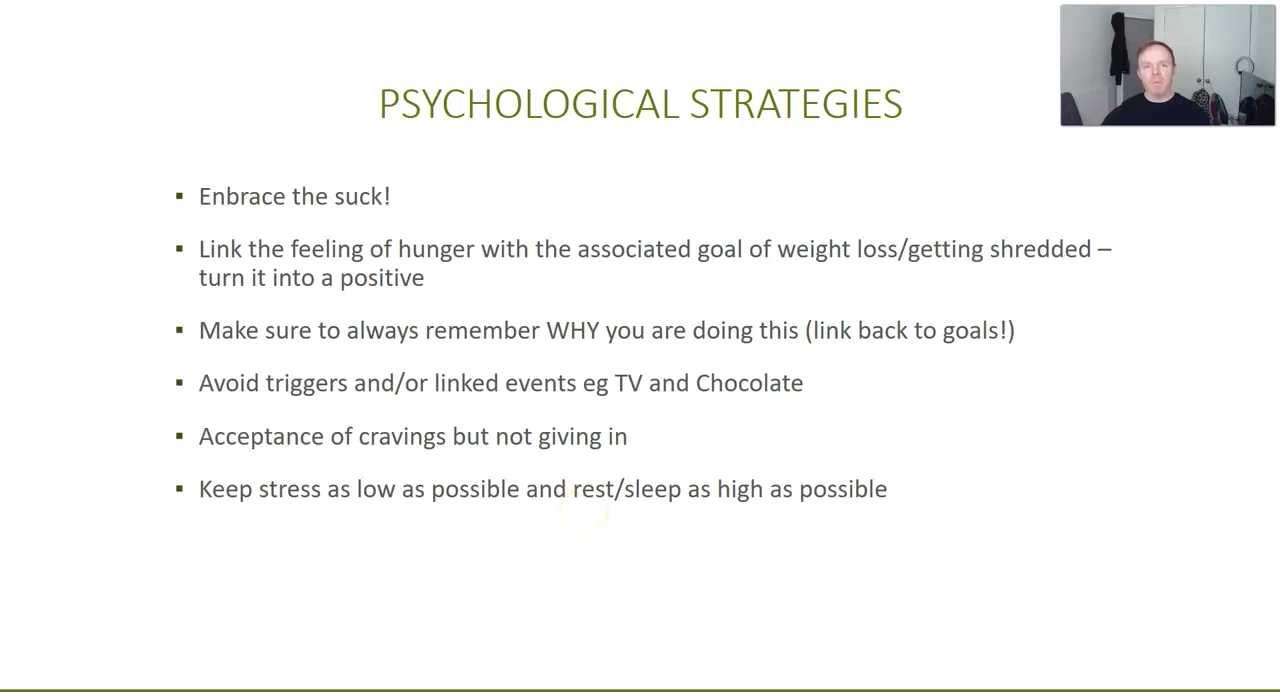 PSYCHOLOGICAL STRATEGIES
▪ Enbrace the suck!
▪ Link the feeling of hunger with the associated goal of weight loss/getting shredded –
turn it into a positive
▪ Make sure to always remember WHY you are doing this (link back to goals!)
▪ Avoid triggers and/or linked events eg TV and Chocolate
▪ Acceptance of cravings but not giving in
▪ Keep stress as low as possible and rest/sleep as high as possible